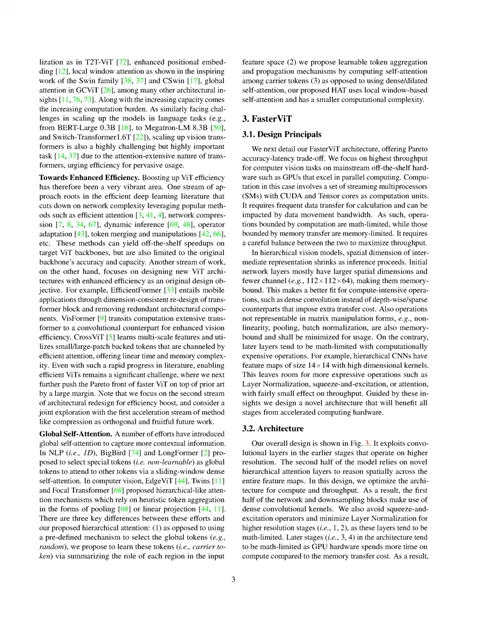 lization as in T2T-ViT [72], enhanced positional embed-
ding [12], local window attention as shown in the inspiring
work of the Swin family [38, 37] and CSwin [17], global
attention in GCViT [26], among many other architectural in-
sights [11, 76, 73]. Along with the increasing capacity comes
the increasing computation burden. As similarly facing chal-
lenges in scaling up the models in language tasks (e.g.,
from BERT-Large 0.3B [16], to Megatron-LM 8.3B [50],
and Switch-Transformer1.6T [22]), scaling up vision trans-
formers is also a highly challenging but highly important
task [14, 37] due to the attention-extensive nature of trans-
formers, urging efficiency for pervasive usage.
Towards Enhanced Efficiency. Boosting up ViT efficiency
has therefore been a very vibrant area. One stream of ap-
proach roots in the efficient deep learning literature that
cuts down on network complexity leveraging popular meth-
ods such as efficient attention [3, 41, 4], network compres-
sion [7, 8, 34, 67], dynamic inference [69, 48], operator
adaptation [43], token merging and manipulations [42, 66],
etc. These methods can yield off-the-shelf speedups on
target ViT backbones, but are also limited to the original
backbone's accuracy and capacity. Another stream of work,
on the other hand, focuses on designing new ViT archi-
tectures with enhanced efficiency as an original design ob-
jective. For example, EfficientFormer [33] entails mobile
applications through dimension-consistent re-design of trans-
former block and removing redundant architectural compo-
nents. VisFormer [9] transits computation extensive trans-
former to a convolutional counterpart for enhanced vision
efficiency. CrossViT [5] learns multi-scale features and uti-
lizes small/large-patch backed tokens that are channeled by
efficient attention, offering linear time and memory complex-
ity. Even with such a rapid progress in literature, enabling
efficient ViTs remains a significant challenge, where we next
further push the Pareto front of faster ViT on top of prior art
by a large margin. Note that we focus on the second stream
of architectural redesign for efficiency boost, and consider a
joint exploration with the first acceleration stream of method
like compression as orthogonal and fruitful future work.
Global Self-Attention. A number of efforts have introduced
global self-attention to capture more contextual information.
In NLP (i.e., 1D), BigBird [74] and LongFormer [2] pro-
posed to select special tokens (i.e. non-learnable) as global
tokens to attend to other tokens via a sliding-window dense
self-attention. In computer vision, EdgeViT [44], Twins [11]
and Focal Transformer [68] proposed hierarchical-like atten-
tion mechanisms which rely on heuristic token aggregation
in the forms of pooling [68] or linear projection [44, 11].
There are three key differences between these efforts and
our proposed hierarchical attention: (1) as opposed to using
a pre-defined mechanism to select the global tokens (e.g.,
random), we propose to learn these tokens (i.e., carrier to-
ken) via summarizing the role of each region in the input
feature space (2) we propose learnable token aggregation
and propagation mechanisms by computing self-attention
among carrier tokens (3) as opposed to using dense/dilated
self-attention, our proposed HAT uses local window-based
self-attention and has a smaller computational complexity.
3. FasterViT
3.1. Design Principals
We next detail our FasterViT architecture, offering Pareto
accuracy-latency trade-off. We focus on highest throughput
for computer vision tasks on mainstream off-the-shelf hard-
ware such as GPUs that excel in parallel computing. Compu-
tation in this case involves a set of streaming multiprocessors
(SMs) with CUDA and Tensor cores as computation units.
It requires frequent data transfer for calculation and can be
impacted by data movement bandwidth. As such, opera-
tions bounded by computation are math-limited, while those
bounded by memory transfer are memory-limited. It requires
a careful balance between the two to maximize throughput.
In hierarchical vision models, spatial dimension of inter-
mediate representation shrinks as inference proceeds. Initial
network layers mostly have larger spatial dimensions and
fewer channel (e.g., 112×112×64), making them memory-
bound. This makes a better fit for compute-intensive opera-
tions, such as dense convolution instead of depth-wise/sparse
counterparts that impose extra transfer cost. Also operations
not representable in matrix manipulation forms, e.g., non-
linearity, pooling, batch normalization, are also memory-
bound and shall be minimized for usage. On the contrary,
later layers tend to be math-limited with computationally
expensive operations. For example, hierarchical CNNs have
feature maps of size 14×14 with high dimensional kernels.
This leaves room for more expressive operations such as
Layer Normalization, squeeze-and-excitation, or attention,
with fairly small effect on throughput. Guided by these in-
sights we design a novel architecture that will benefit all
stages from accelerated computing hardware.
3.2. Architecture
Our overall design is shown in Fig. 3. It exploits convo-
lutional layers in the earlier stages that operate on higher
resolution. The second half of the model relies on novel
hierarchical attention layers to reason spatially across the
entire feature maps. In this design, we optimize the archi-
tecture for compute and throughput. As a result, the first
half of the network and downsampling blocks make use of
dense convolutional kernels. We also avoid squeeze-and-
excitation operators and minimize Layer Normalization for
higher resolution stages (i.e., 1, 2), as these layers tend to be
math-limited. Later stages (i.e., 3, 4) in the architecture tend
to be math-limited as GPU hardware spends more time on
compute compared to the memory transfer cost. As a result,
3